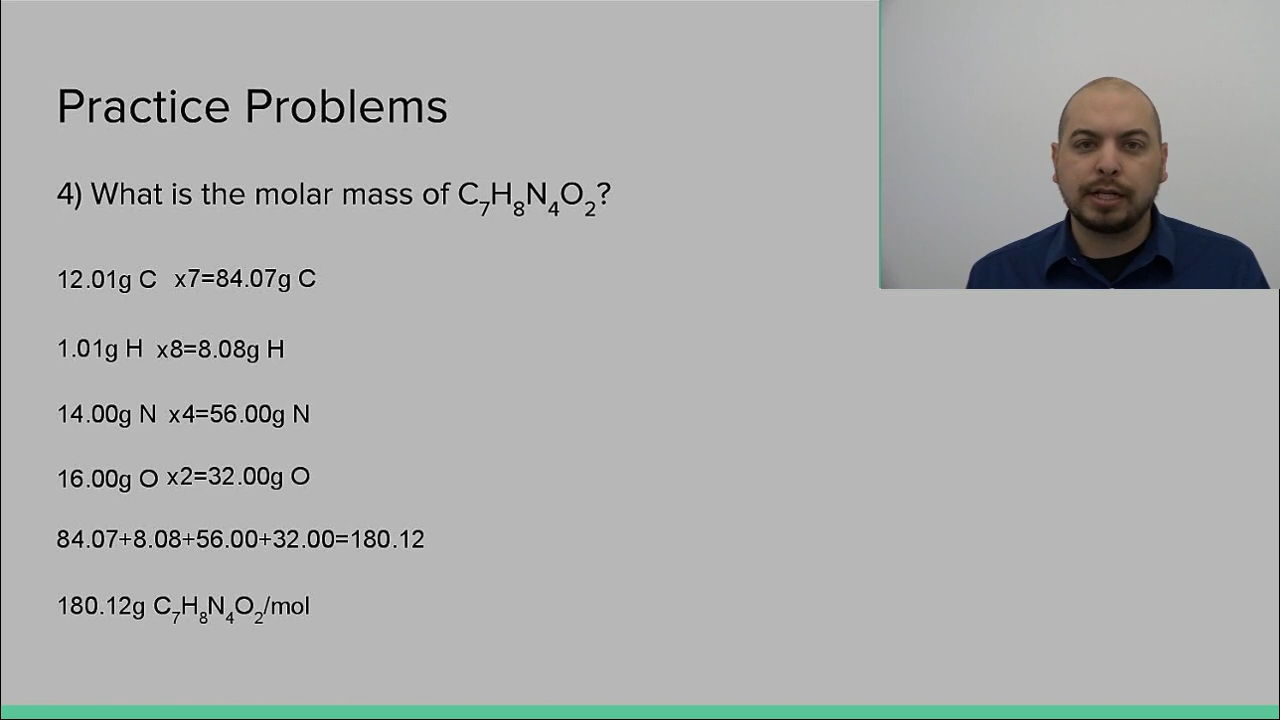 Practice Problems
4) What is the molar mass of C₇H₈N₄O₂?
12.01g C x7=84.07g C
1.01g H x8=8.08g H
14.00g N x4=56.00g N
16.00g O x2=32.00g O
84.07+8.08+56.00+32.00=180.12
180.12g C₇H₈N₄O₂/mol